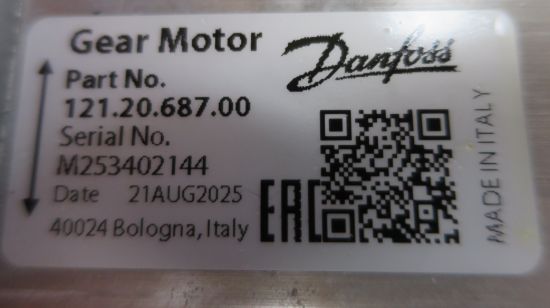 Gear Motor
Danfoss
Part No.
121.20.687.00
Serial No.
M253402144
Date 21AUG2025
40024 Bologna, Italy
EAC
MADE IN ITALY